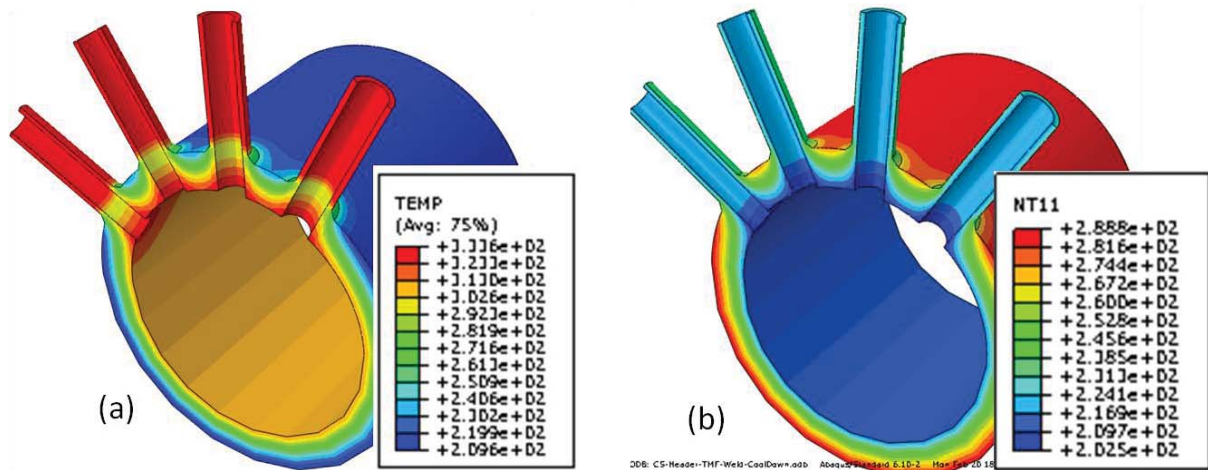 TEMP
(Avg: 75%)
+3.336e+02
+3.233e+02
+3.130e+02
+3.026e+02
+2.923e+02
+2.819e+02
+2.716e+02
+2.613e+02
+2.509e+02
+2.406e+02
+2.302e+02
+2.199e+02
+2.096e+02
(a)
NT11
+2.888e+02
+2.816e+02
+2.744e+02
+2.672e+02
+2.600e+02
+2.528e+02
+2.456e+02
+2.385e+02
+2.313e+02
+2.241e+02
+2.169e+02
+2.097e+02
+2.025e+02
(b)
ODB: CS-Header-TMF-Weld-CoolDown.odb Abaqus/Standard 6.10-2 Mon Feb 20 18